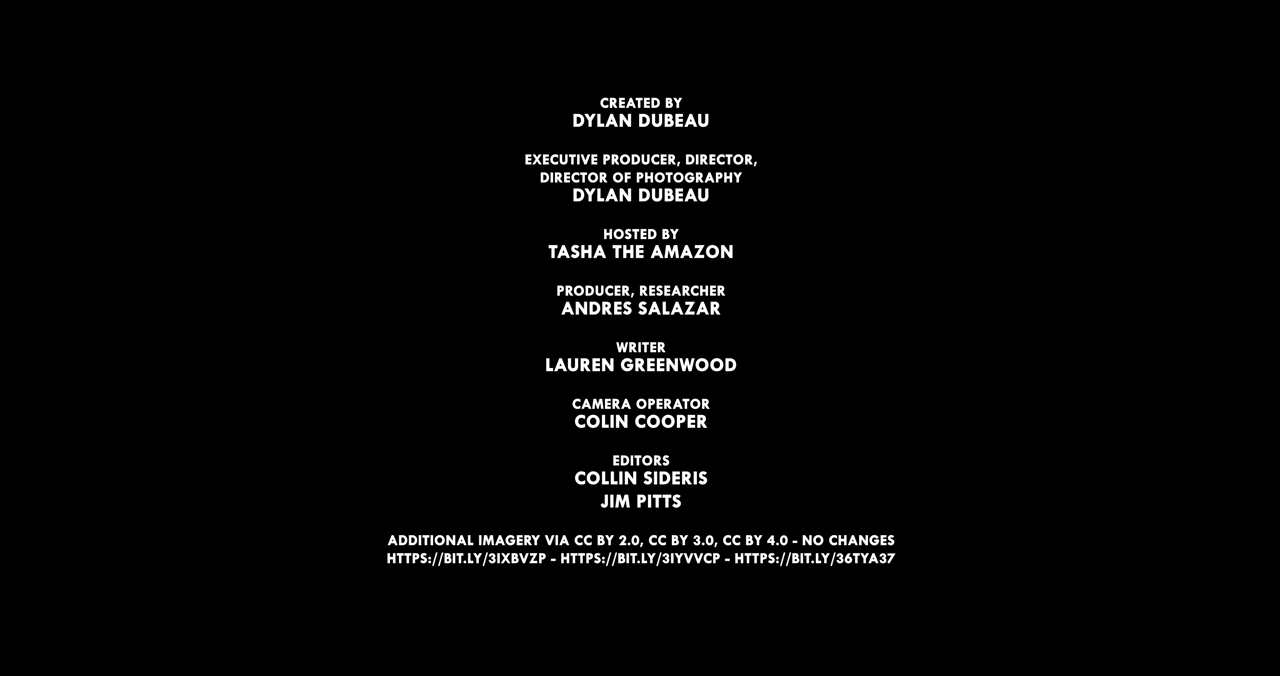 CREATED BY
DYLAN DUBEAU
EXECUTIVE PRODUCER, DIRECTOR,
DIRECTOR OF PHOTOGRAPHY
DYLAN DUBEAU
HOSTED BY
TASHA THE AMAZON
PRODUCER, RESEARCHER
ANDRES SALAZAR
WRITER
LAUREN GREENWOOD
CAMERA OPERATOR
COLIN COOPER
EDITORS
COLLIN SIDERIS
JIM PITTS
ADDITIONAL IMAGERY VIA CC BY 2.0, CC BY 3.0, CC BY 4.0 - NO CHANGES
HTTPS://BIT.LY/3IXBVZP - HTTPS://BIT.LY/3IYVVCP - HTTPS://BIT.LY/36TYA37